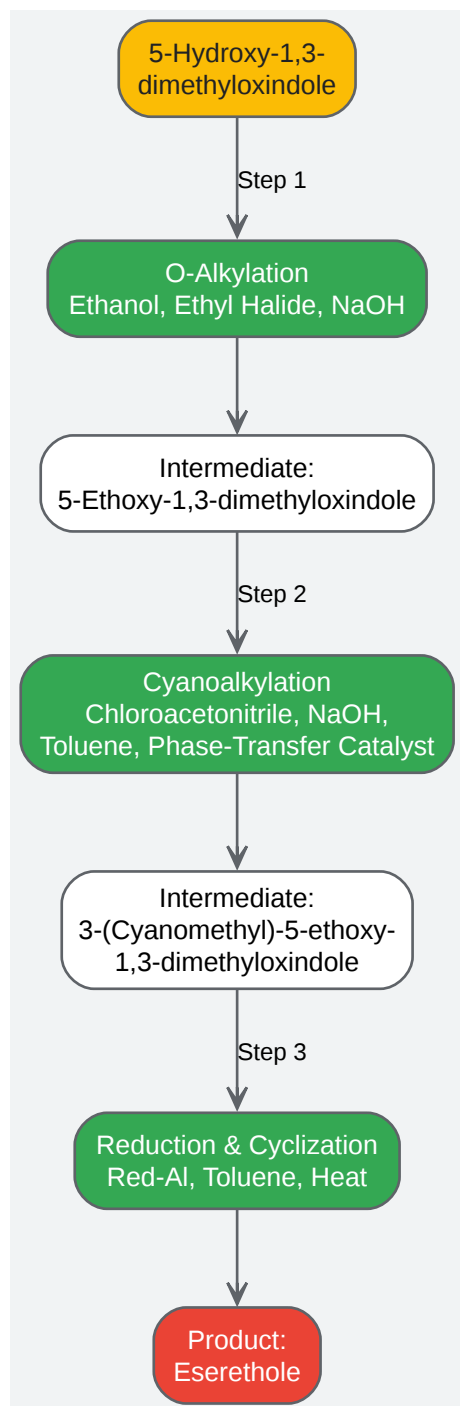 5-Hydroxy-1,3-
dimethyloxindole
Step 1
O-Alkylation
Ethanol, Ethyl Halide, NaOH
Intermediate:
5-Ethoxy-1,3-dimethyloxindole
Step 2
Cyanoalkylation
Chloroacetonitrile, NaOH,
Toluene, Phase-Transfer Catalyst
Intermediate:
3-(Cyanomethyl)-5-ethoxy-
1,3-dimethyloxindole
Step 3
Reduction & Cyclization
Red-Al, Toluene, Heat
Product:
Eserethole